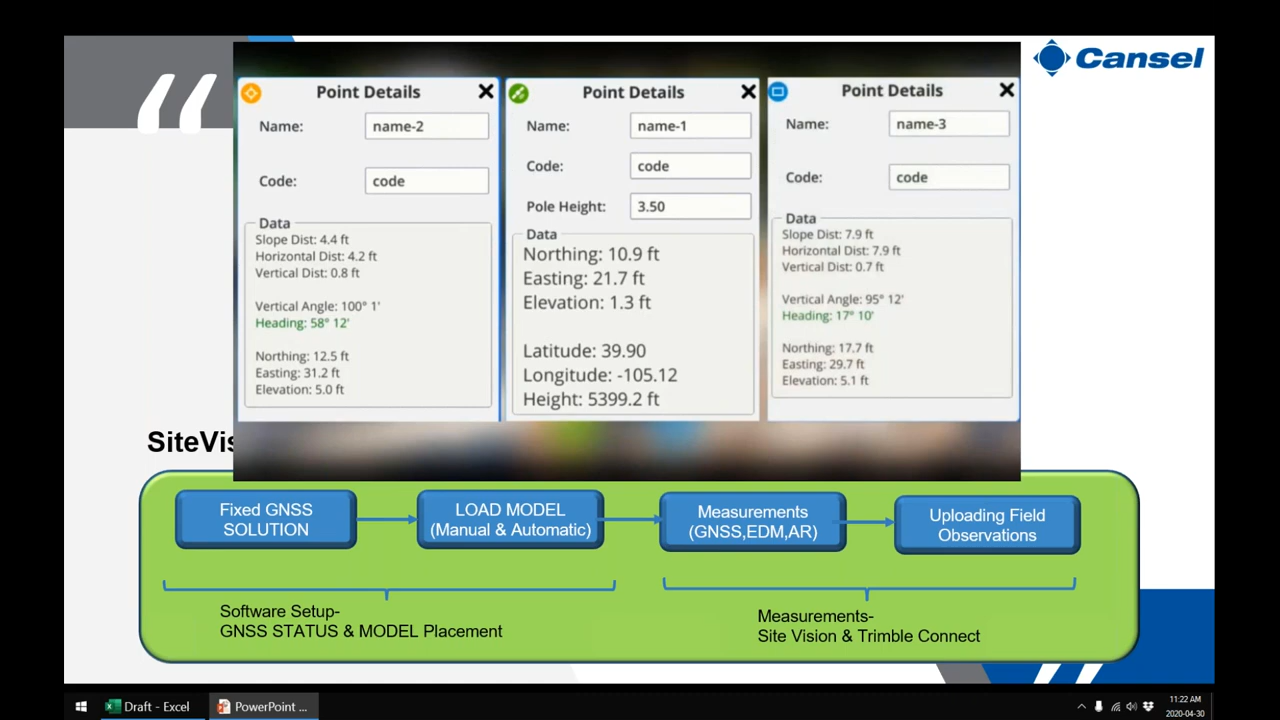 “
Cansel
Point Details
Name: name-2
Code: code
Data
Slope Dist: 4.4 ft
Horizontal Dist: 4.2 ft
Vertical Dist: 0.8 ft
Vertical Angle: 100° 1'
Heading: 58° 12'
Northing: 12.5 ft
Easting: 31.2 ft
Elevation: 5.0 ft
Point Details
Name: name-1
Code: code
Pole Height: 3.50
Data
Northing: 10.9 ft
Easting: 21.7 ft
Elevation: 1.3 ft
Latitude: 39.90
Longitude: -105.12
Height: 5399.2 ft
Point Details
Name: name-3
Code: code
Data
Slope Dist: 7.9 ft
Horizontal Dist: 7.9 ft
Vertical Dist: 0.7 ft
Vertical Angle: 95° 12'
Heading: 17° 10'
Northing: 17.7 ft
Easting: 29.7 ft
Elevation: 5.1 ft
SiteVis
Fixed GNSS
SOLUTION
LOAD MODEL
(Manual & Automatic)
Measurements
(GNSS,EDM,AR)
Uploading Field
Observations
Software Setup-
GNSS STATUS & MODEL Placement
Measurements-
Site Vision & Trimble Connect
Draft - Excel
PowerPoint ...
11:22 AM
2020-04-30